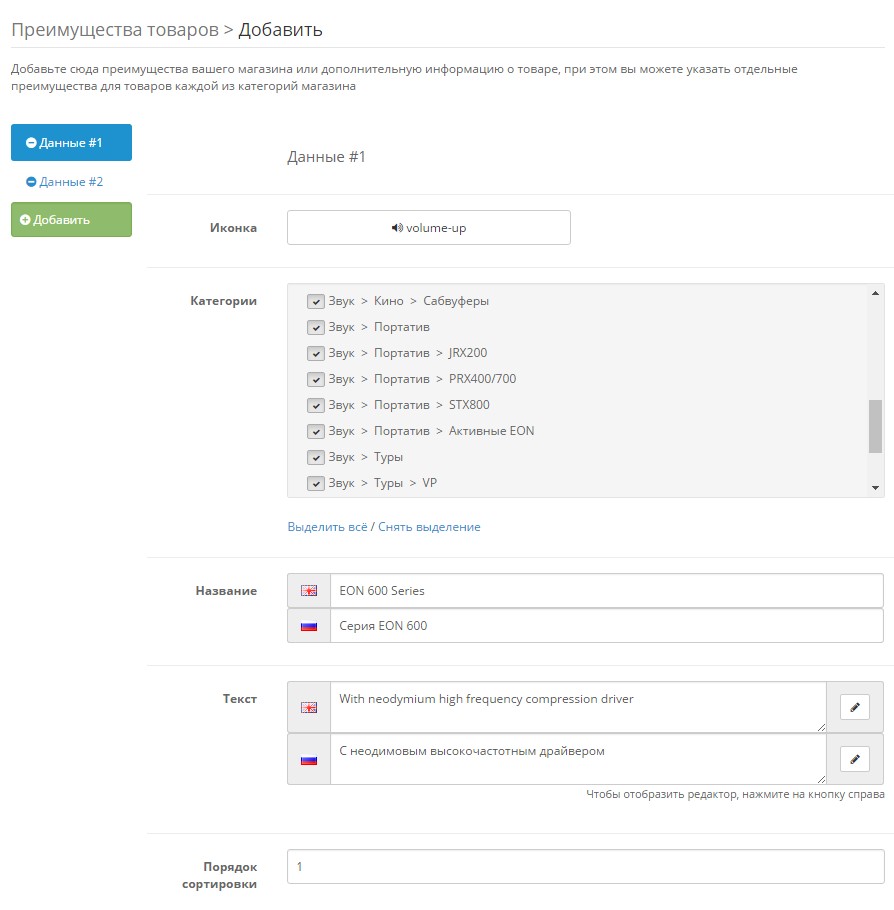 Преимущества товаров > Добавить
Добавьте сюда преимущества вашего магазина или дополнительную информацию о товаре, при этом вы можете указать отдельные
преимущества для товаров каждой из категорий магазина
Данные #1
Данные #2
Добавить
Данные #1
Иконка
volume-up
Категории
Звук > Кино > Сабвуферы
Звук > Портатив
Звук > Портатив > JRX200
Звук > Портатив > PRX400/700
Звук > Портатив > STX800
Звук > Портатив > Активные EON
Звук > Туры
Звук > Туры > VP
Выделить всё / Снять выделение
Название
EON 600 Series
Серия EON 600
Текст
With neodymium high frequency compression driver
С неодимовым высокочастотным драйвером
Чтобы отобразить редактор, нажмите на кнопку справа
Порядок
сортировки
1